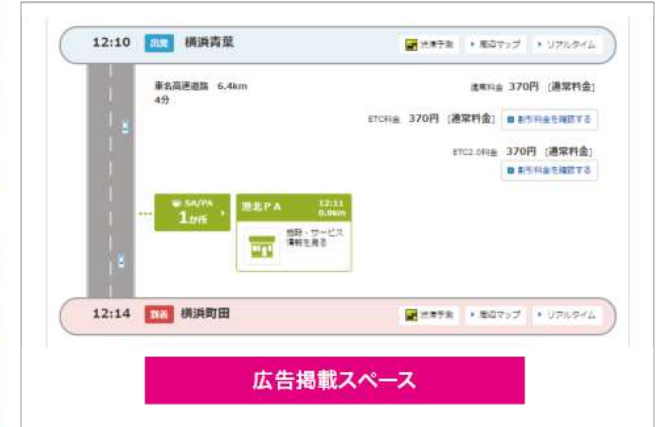 12:10 出発 横浜青葉 渋滞予測 周辺マップ リアルタイム
東名高速道路 6.4km
4分
通常料金 370円 [通常料金]
ETC料金 370円 [通常料金] 割引料金を確認する
ETC2.0料金 370円 [通常料金]
割引料金を確認する
SA/PA
1か所
港北PA 12:11
0.0km
施設・サービス
情報を見る
12:14 到着 横浜町田 渋滞予測 周辺マップ リアルタイム
広告掲載スペース